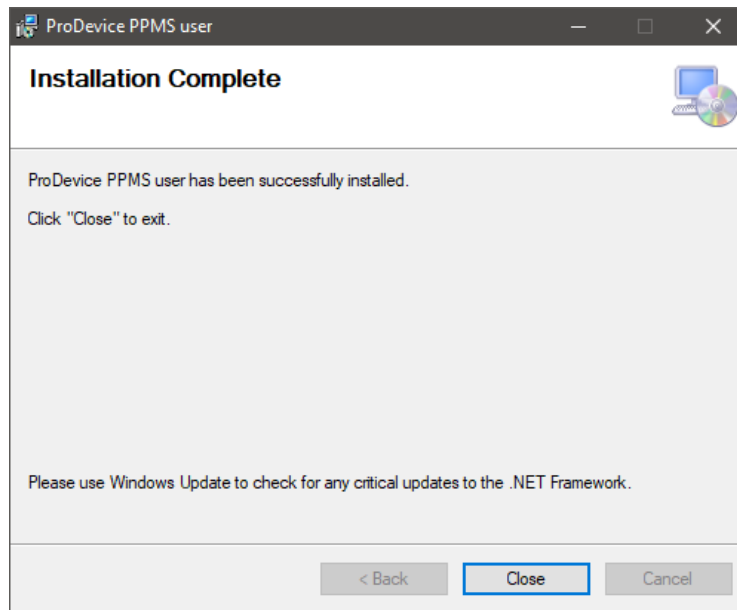 ProDevice PPMS user
Installation Complete
ProDevice PPMS user has been successfully installed.
Click "Close" to exit.
Please use Windows Update to check for any critical updates to the .NET Framework.
< Back Close Cancel